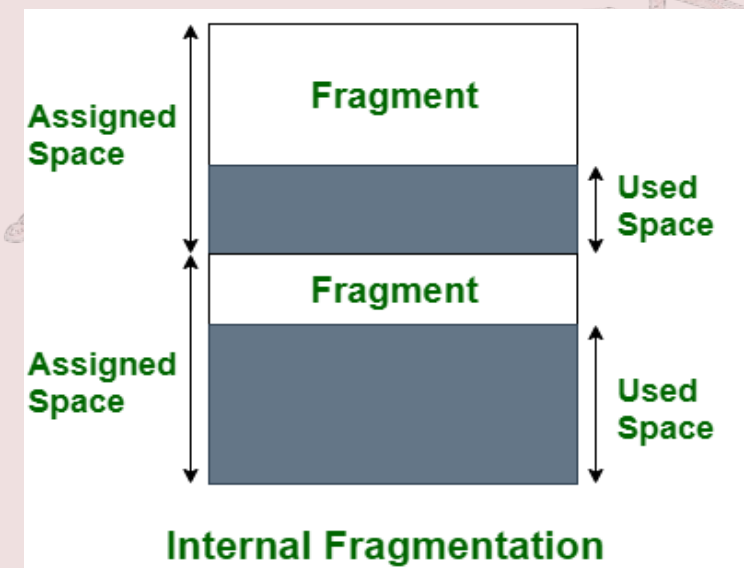 Fragment
Assigned
Space
Used
Space
Fragment
Assigned
Space
Used
Space
Internal Fragmentation